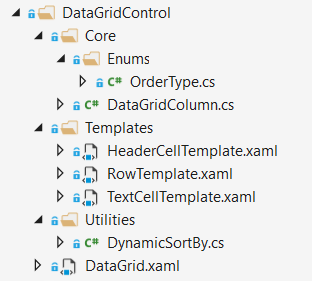 DataGridControl
Core
Enums
C# OrderType.cs
C# DataGridColumn.cs
Templates
HeaderCellTemplate.xaml
RowTemplate.xaml
TextCellTemplate.xaml
Utilities
C# DynamicSortBy.cs
DataGrid.xaml